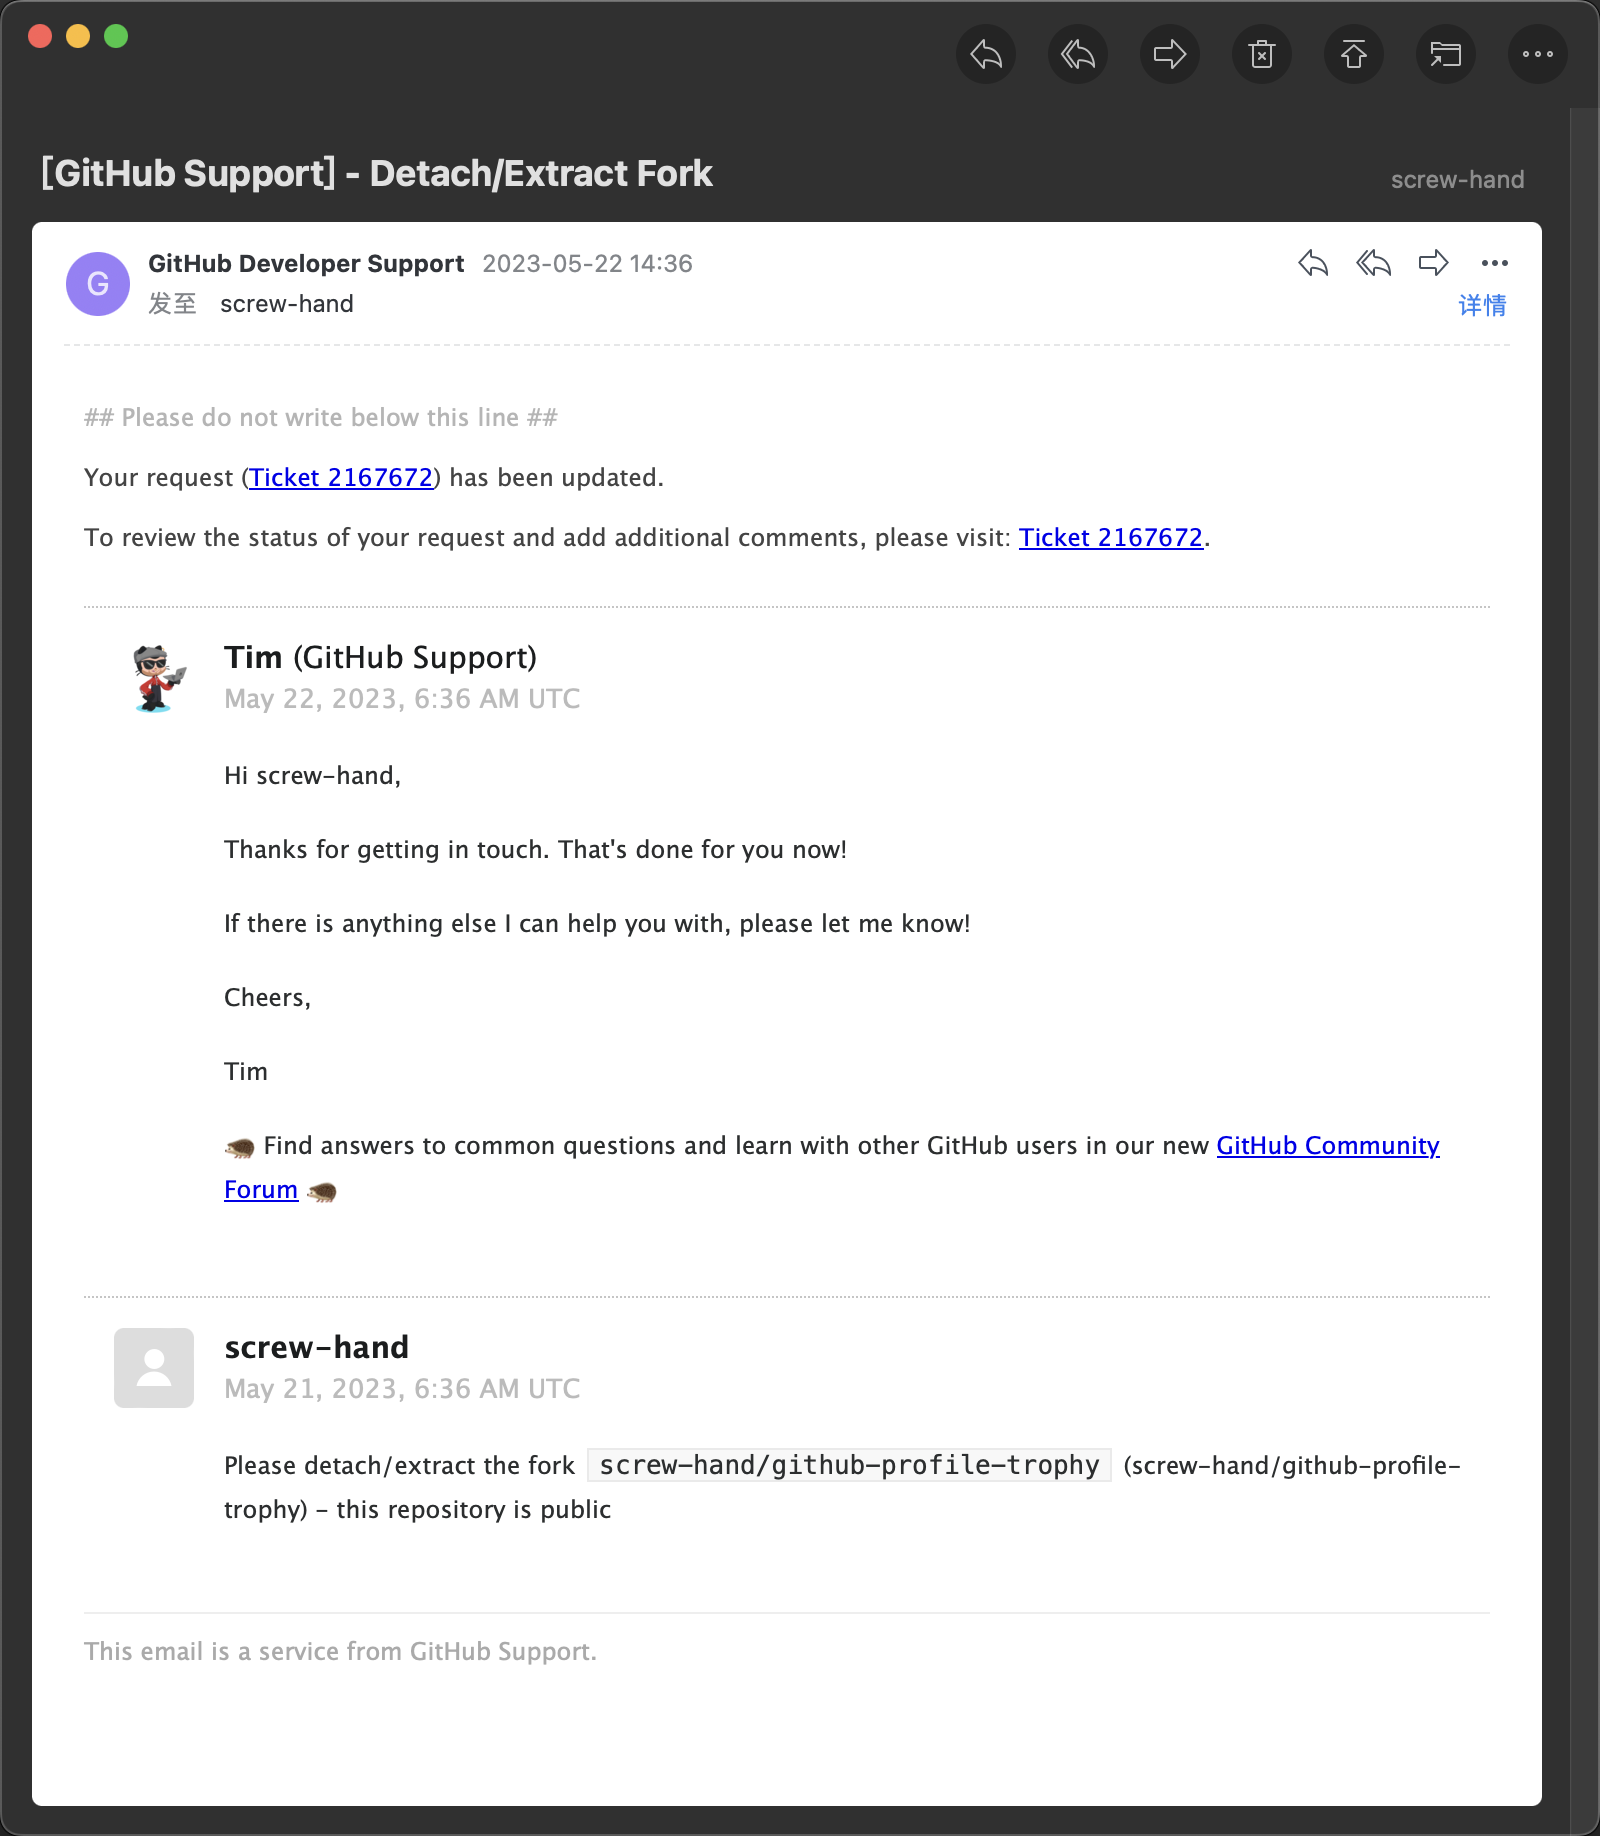 [GitHub Support] - Detach/Extract Fork
screw-hand
G
GitHub Developer Support 2023-05-22 14:36
发至 screw-hand
详情
## Please do not write below this line ##
Your request (Ticket 2167672) has been updated.
To review the status of your request and add additional comments, please visit: Ticket 2167672.
Tim (GitHub Support)
May 22, 2023, 6:36 AM UTC
Hi screw-hand,
Thanks for getting in touch. That's done for you now!
If there is anything else I can help you with, please let me know!
Cheers,
Tim
🦔 Find answers to common questions and learn with other GitHub users in our new GitHub Community
Forum 🦔
screw-hand
May 21, 2023, 6:36 AM UTC
Please detach/extract the fork screw-hand/github-profile-trophy (screw-hand/github-profile-
trophy) - this repository is public
This email is a service from GitHub Support.